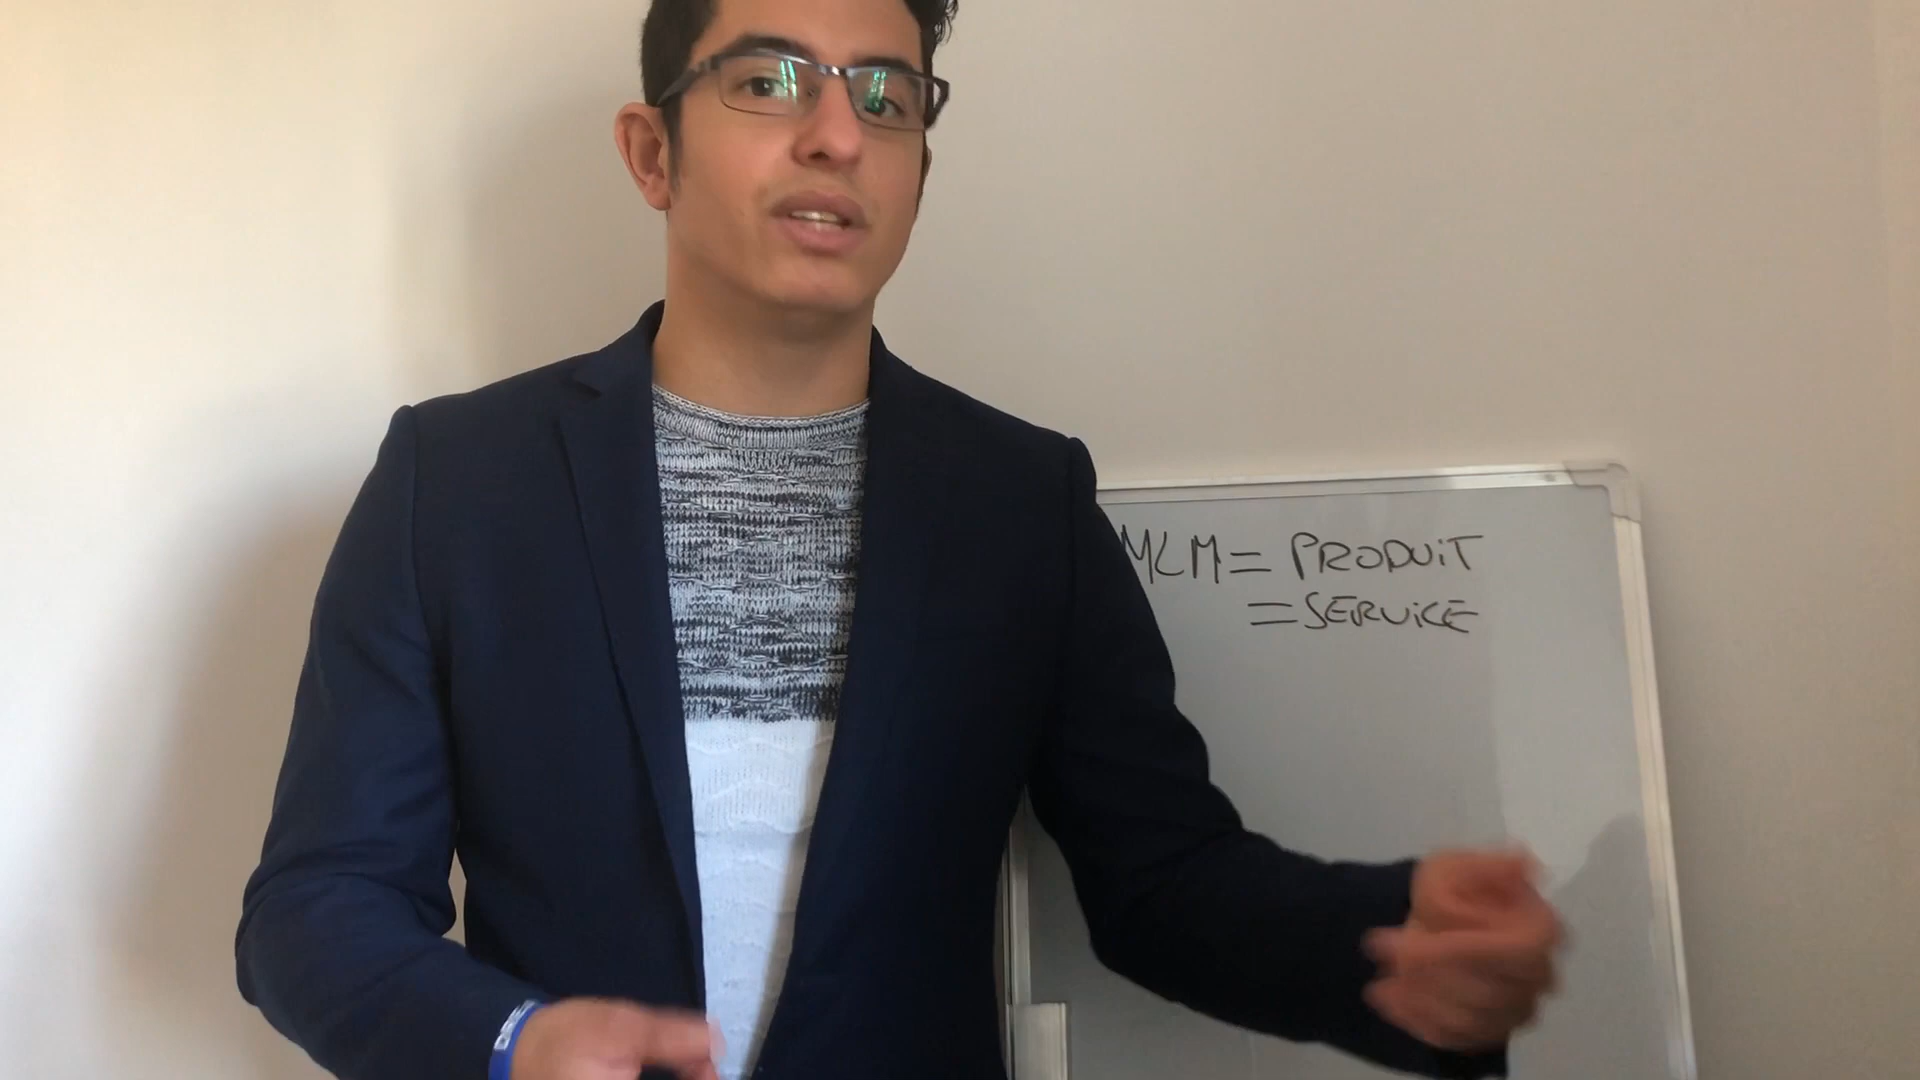 MLM = PRODUIT
= SERVICE